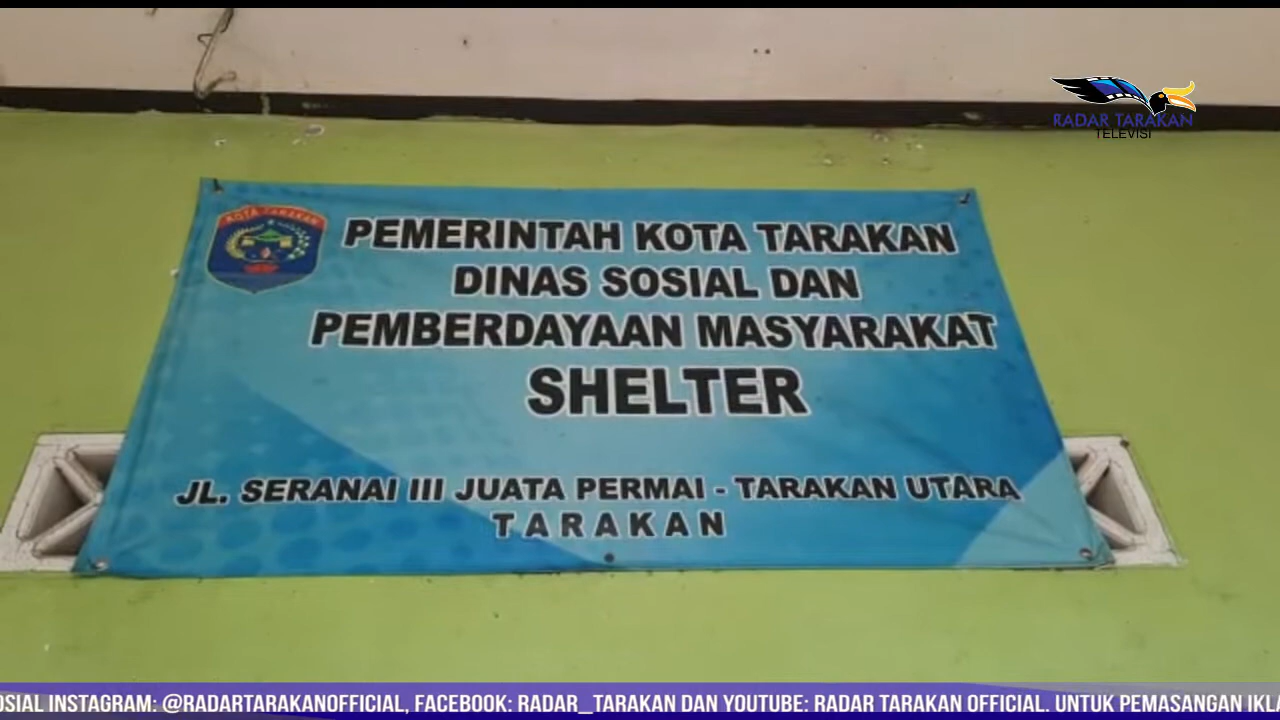 RADAR TARAKAN
TELEVISI
KOTA TARAKAN
PEMERINTAH KOTA TARAKAN
DINAS SOSIAL DAN
PEMBERDAYAAN MASYARAKAT
SHELTER
JL. SERANAI III JUATA PERMAI - TARAKAN UTARA
TARAKAN
OSIAL INSTAGRAM: @RADARTARAKANOFFICIAL, FACEBOOK: RADAR_TARAKAN DAN YOUTUBE: RADAR TARAKAN OFFICIAL. UNTUK PEMASANGAN IKLA